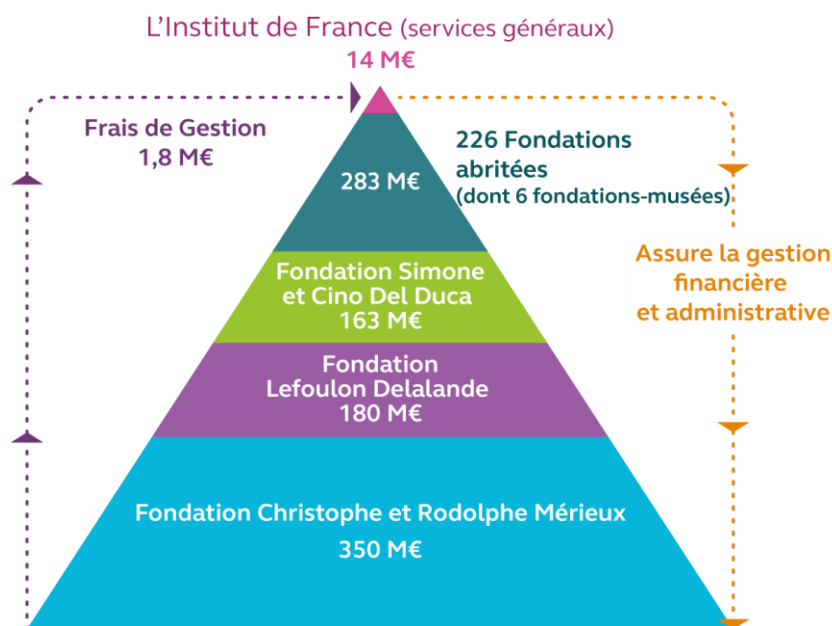 L'Institut de France (services généraux)
14 M€
Frais de Gestion
1,8 M€
226 Fondations
abritées
(dont 6 fondations-musées)
283 M€
Assure la gestion
financière
et administrative
Fondation Simone
et Cino Del Duca
163 M€
Fondation
Lefoulon Delalande
180 M€
Fondation Christophe et Rodolphe Mérieux
350 M€